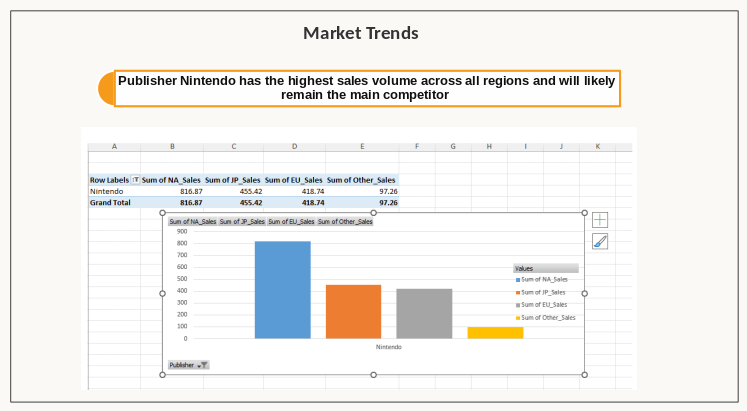 Market Trends
Publisher Nintendo has the highest sales volume across all regions and will likely
remain the main competitor
A B C D E F G H I J K
Row Labels Sum of NA_Sales Sum of JP_Sales Sum of EU_Sales Sum of Other_Sales
Nintendo 816.87 455.42 418.74 97.26
Grand Total 816.87 455.42 418.74 97.26
Sum of NA_Sales Sum of JP_Sales Sum of EU_Sales Sum of Other_Sales
900
800
700
600
500
400
300
200
100
0
Values
Sum of NA_Sales
Sum of JP_Sales
Sum of EU_Sales
Sum of Other_Sales
Nintendo
Publisher